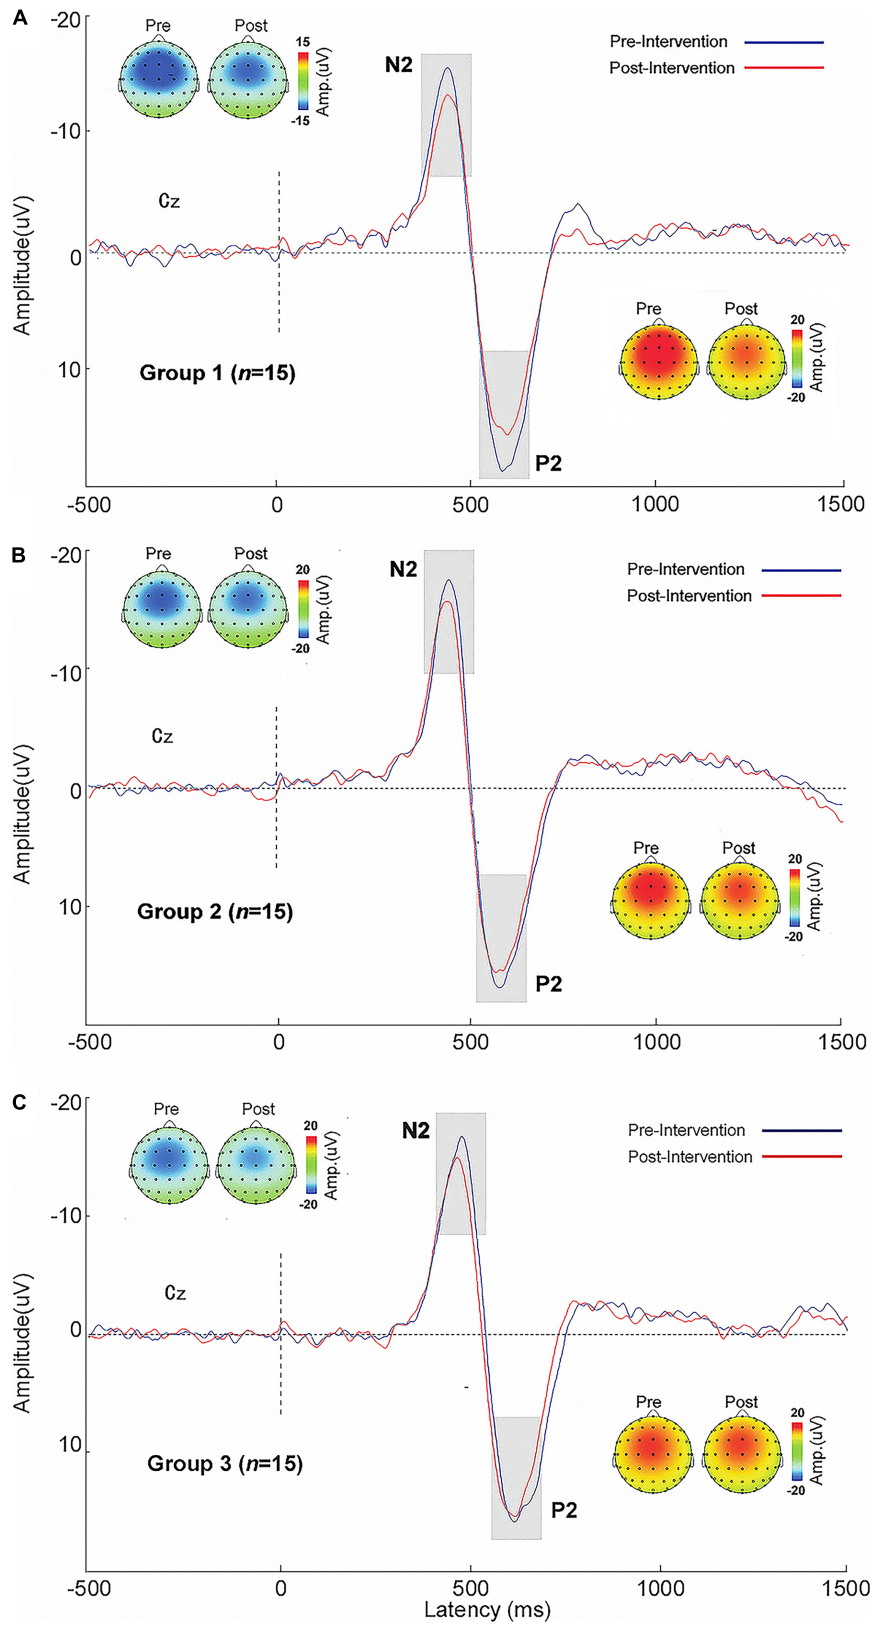 A
-20
Pre Post
15
Amp.(uV)
-15
N2
Pre-Intervention
Post-Intervention
-10
Cz
Amplitude(uV)
0
Pre Post
20
Amp.(uV)
-20
10
Group 1 (n=15)
P2
-500 0 500 1000 1500
B
-20
Pre Post
20
Amp.(uV)
-20
N2
Pre-Intervention
Post-Intervention
-10
Cz
Amplitude(uV)
0
Pre Post
20
Amp.(uV)
-20
10
Group 2 (n=15)
P2
-500 0 500 1000 1500
C
-20
Pre Post
20
Amp.(uV)
-20
N2
Pre-Intervention
Post-Intervention
-10
Cz
Amplitude(uV)
0
Pre Post
20
Amp.(uV)
-20
10
Group 3 (n=15)
P2
-500 0 500 1000 1500
Latency (ms)